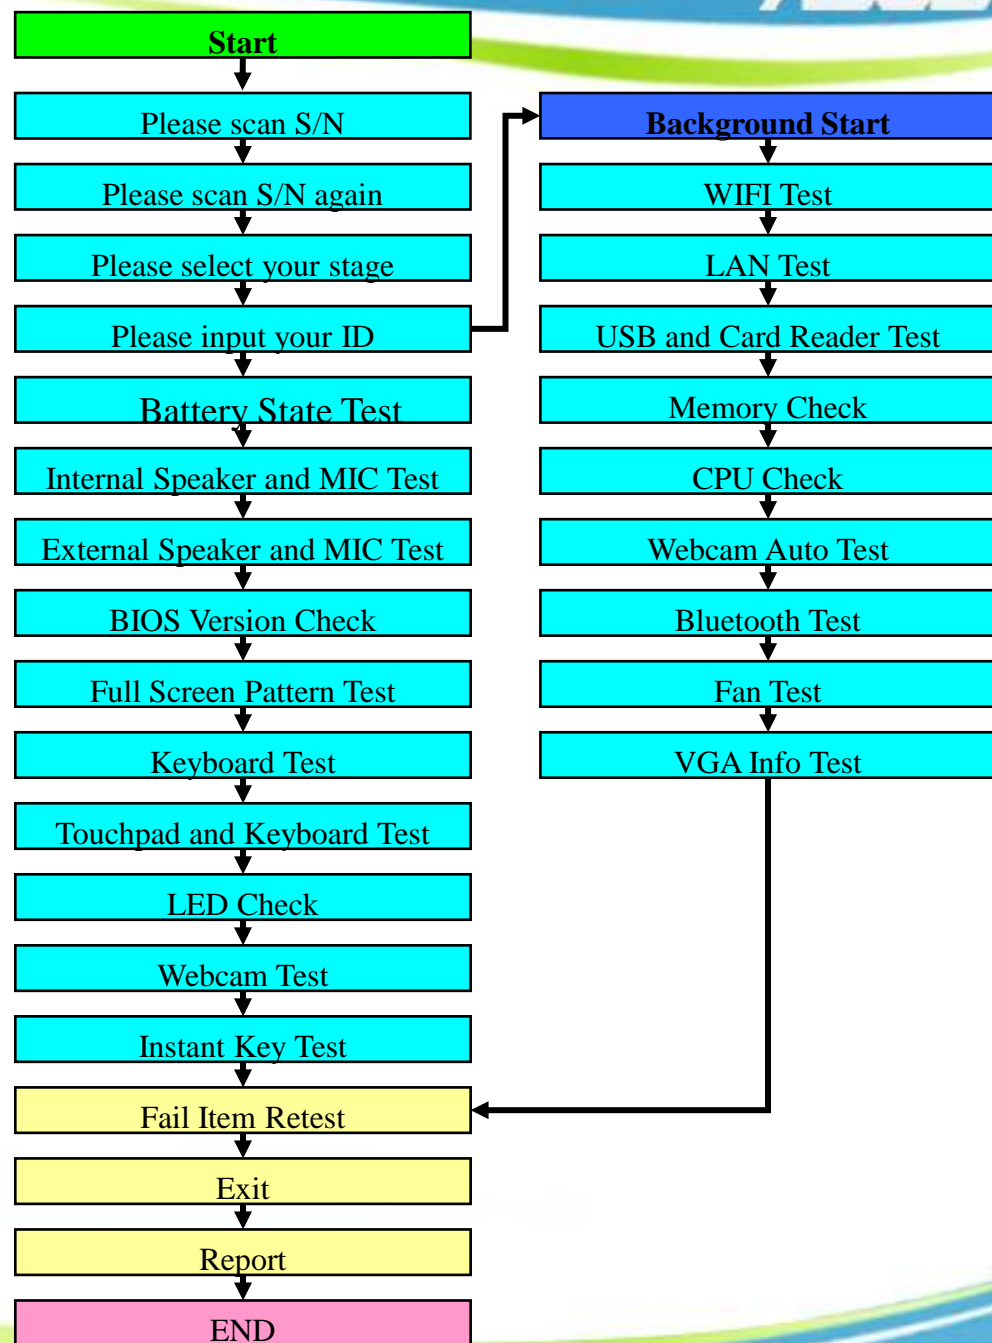 Start
Please scan S/N
Please scan S/N again
Please select your stage
Please input your ID
Battery State Test
Internal Speaker and MIC Test
External Speaker and MIC Test
BIOS Version Check
Full Screen Pattern Test
Keyboard Test
Touchpad and Keyboard Test
LED Check
Webcam Test
Instant Key Test
Fail Item Retest
Exit
Report
END
Background Start
WIFI Test
LAN Test
USB and Card Reader Test
Memory Check
CPU Check
Webcam Auto Test
Bluetooth Test
Fan Test
VGA Info Test